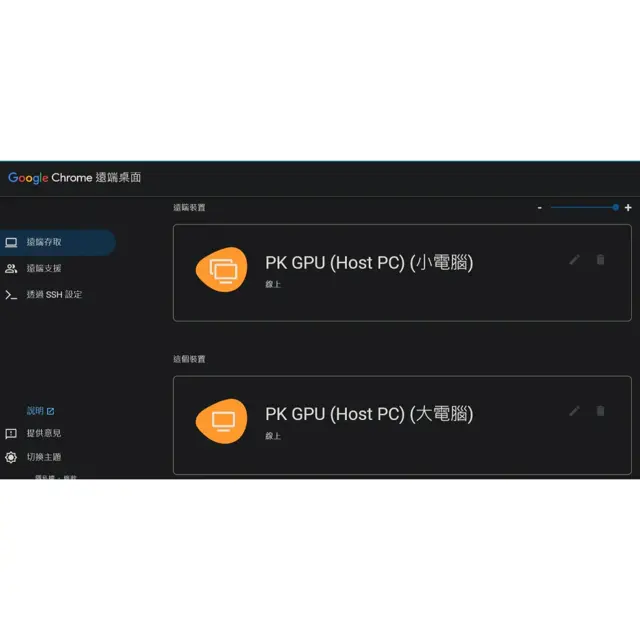 Google Chrome 遠端桌面
遠端存取
遠端支援
透過 SSH 設定
說明
提供意見
切換主題
遠端裝置
- +
PK GPU (Host PC) (小電腦)
線上
這個裝置
PK GPU (Host PC) (大電腦)
線上